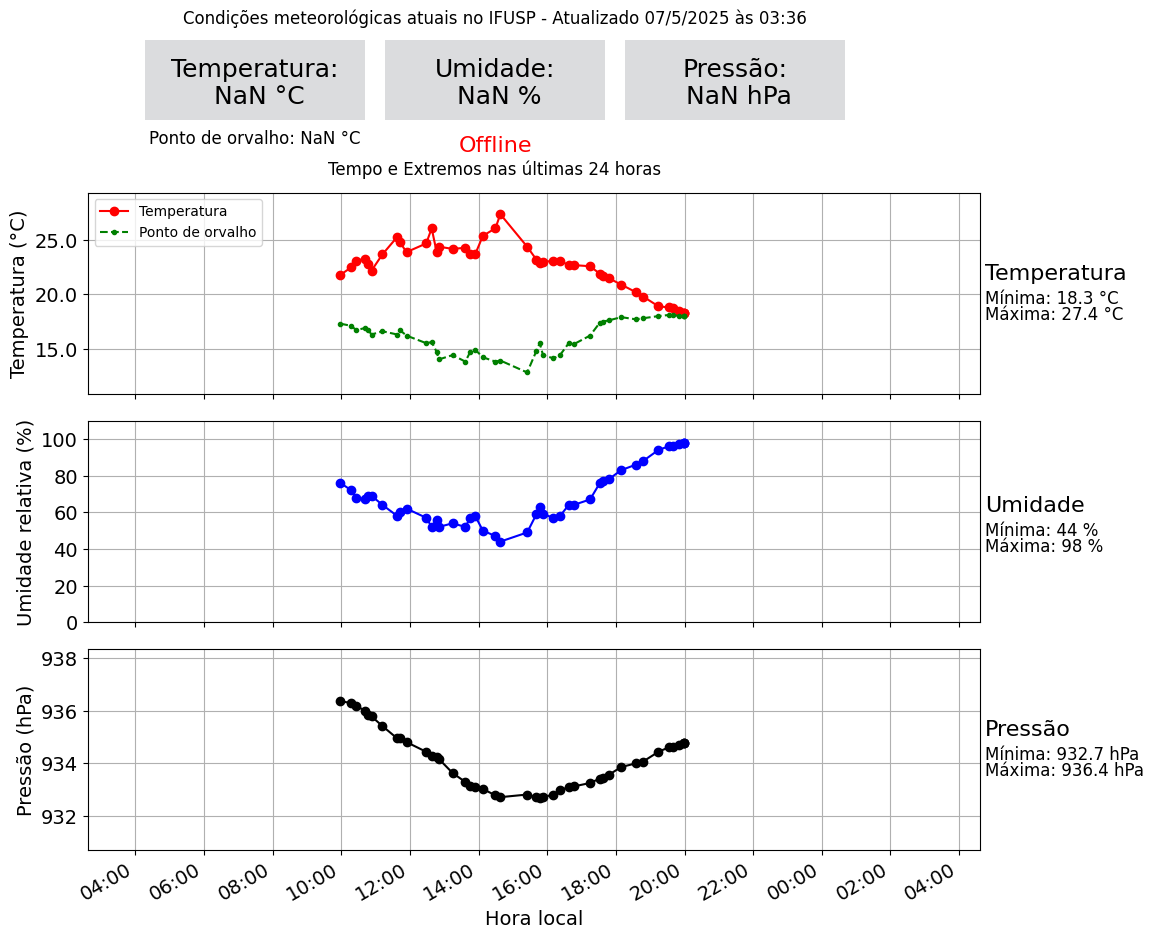 Condições meteorológicas atuais no IFUSP - Atualizado 07/5/2025 às 03:36
Temperatura:
NaN °C
Umidade:
NaN %
Pressão:
NaN hPa
Ponto de orvalho: NaN °C
Offline
Tempo e Extremos nas últimas 24 horas
Temperatura (°C)
25.0
20.0
15.0
Temperatura
Ponto de orvalho
Temperatura
Mínima: 18.3 °C
Máxima: 27.4 °C
Umidade relativa (%)
100
80
60
40
20
0
Umidade
Mínima: 44 %
Máxima: 98 %
Pressão (hPa)
938
936
934
932
Pressão
Mínima: 932.7 hPa
Máxima: 936.4 hPa
04:00 06:00 08:00 10:00 12:00 14:00 16:00 18:00 20:00 22:00 00:00 02:00 04:00
Hora local